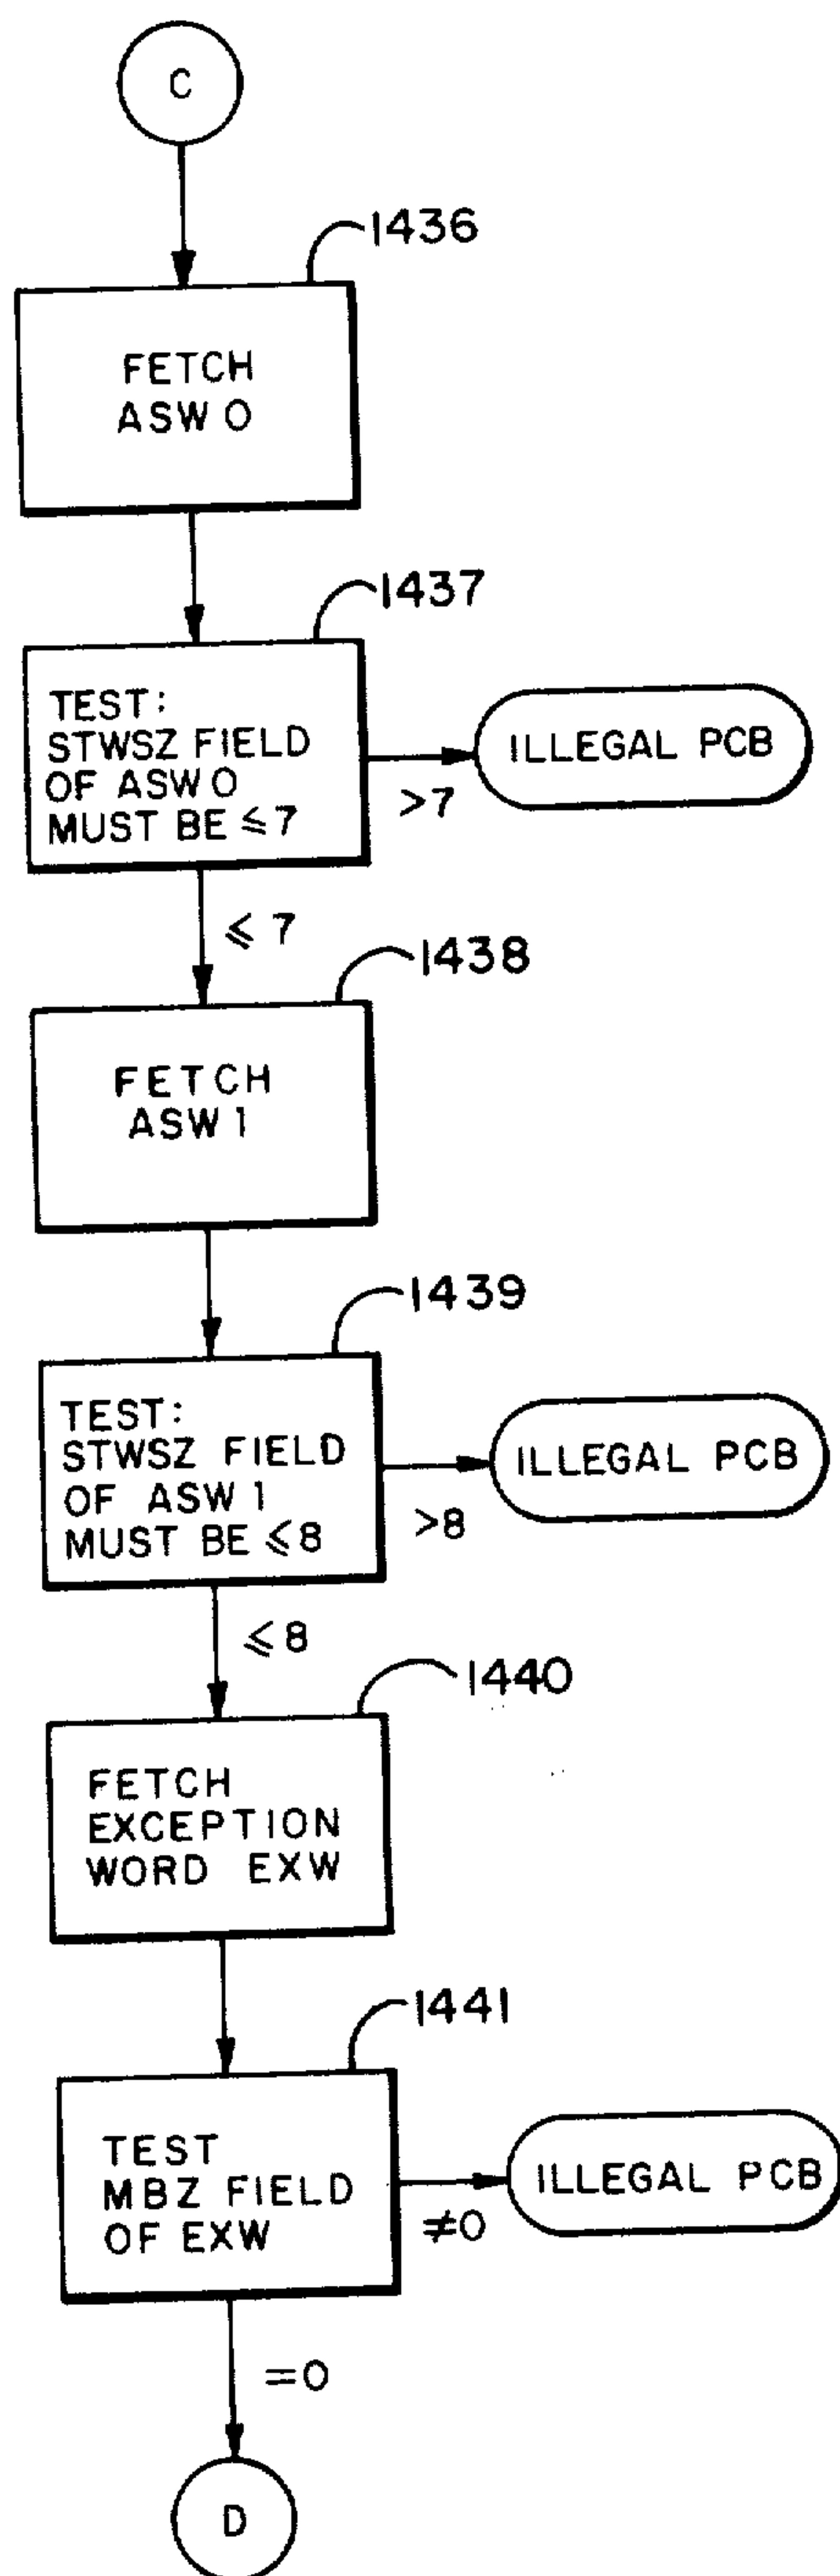 C
1436
FETCH
ASW 0
1437
TEST:
STWSZ FIELD
OF ASW 0
MUST BE ≤ 7
>7
ILLEGAL PCB
≤ 7
1438
FETCH
ASW 1
1439
TEST:
STWSZ FIELD
OF ASW 1
MUST BE ≤ 8
>8
ILLEGAL PCB
≤ 8
1440
FETCH
EXCEPTION
WORD EXW
1441
TEST
MBZ FIELD
OF EXW
≠0
ILLEGAL PCB
=0
D